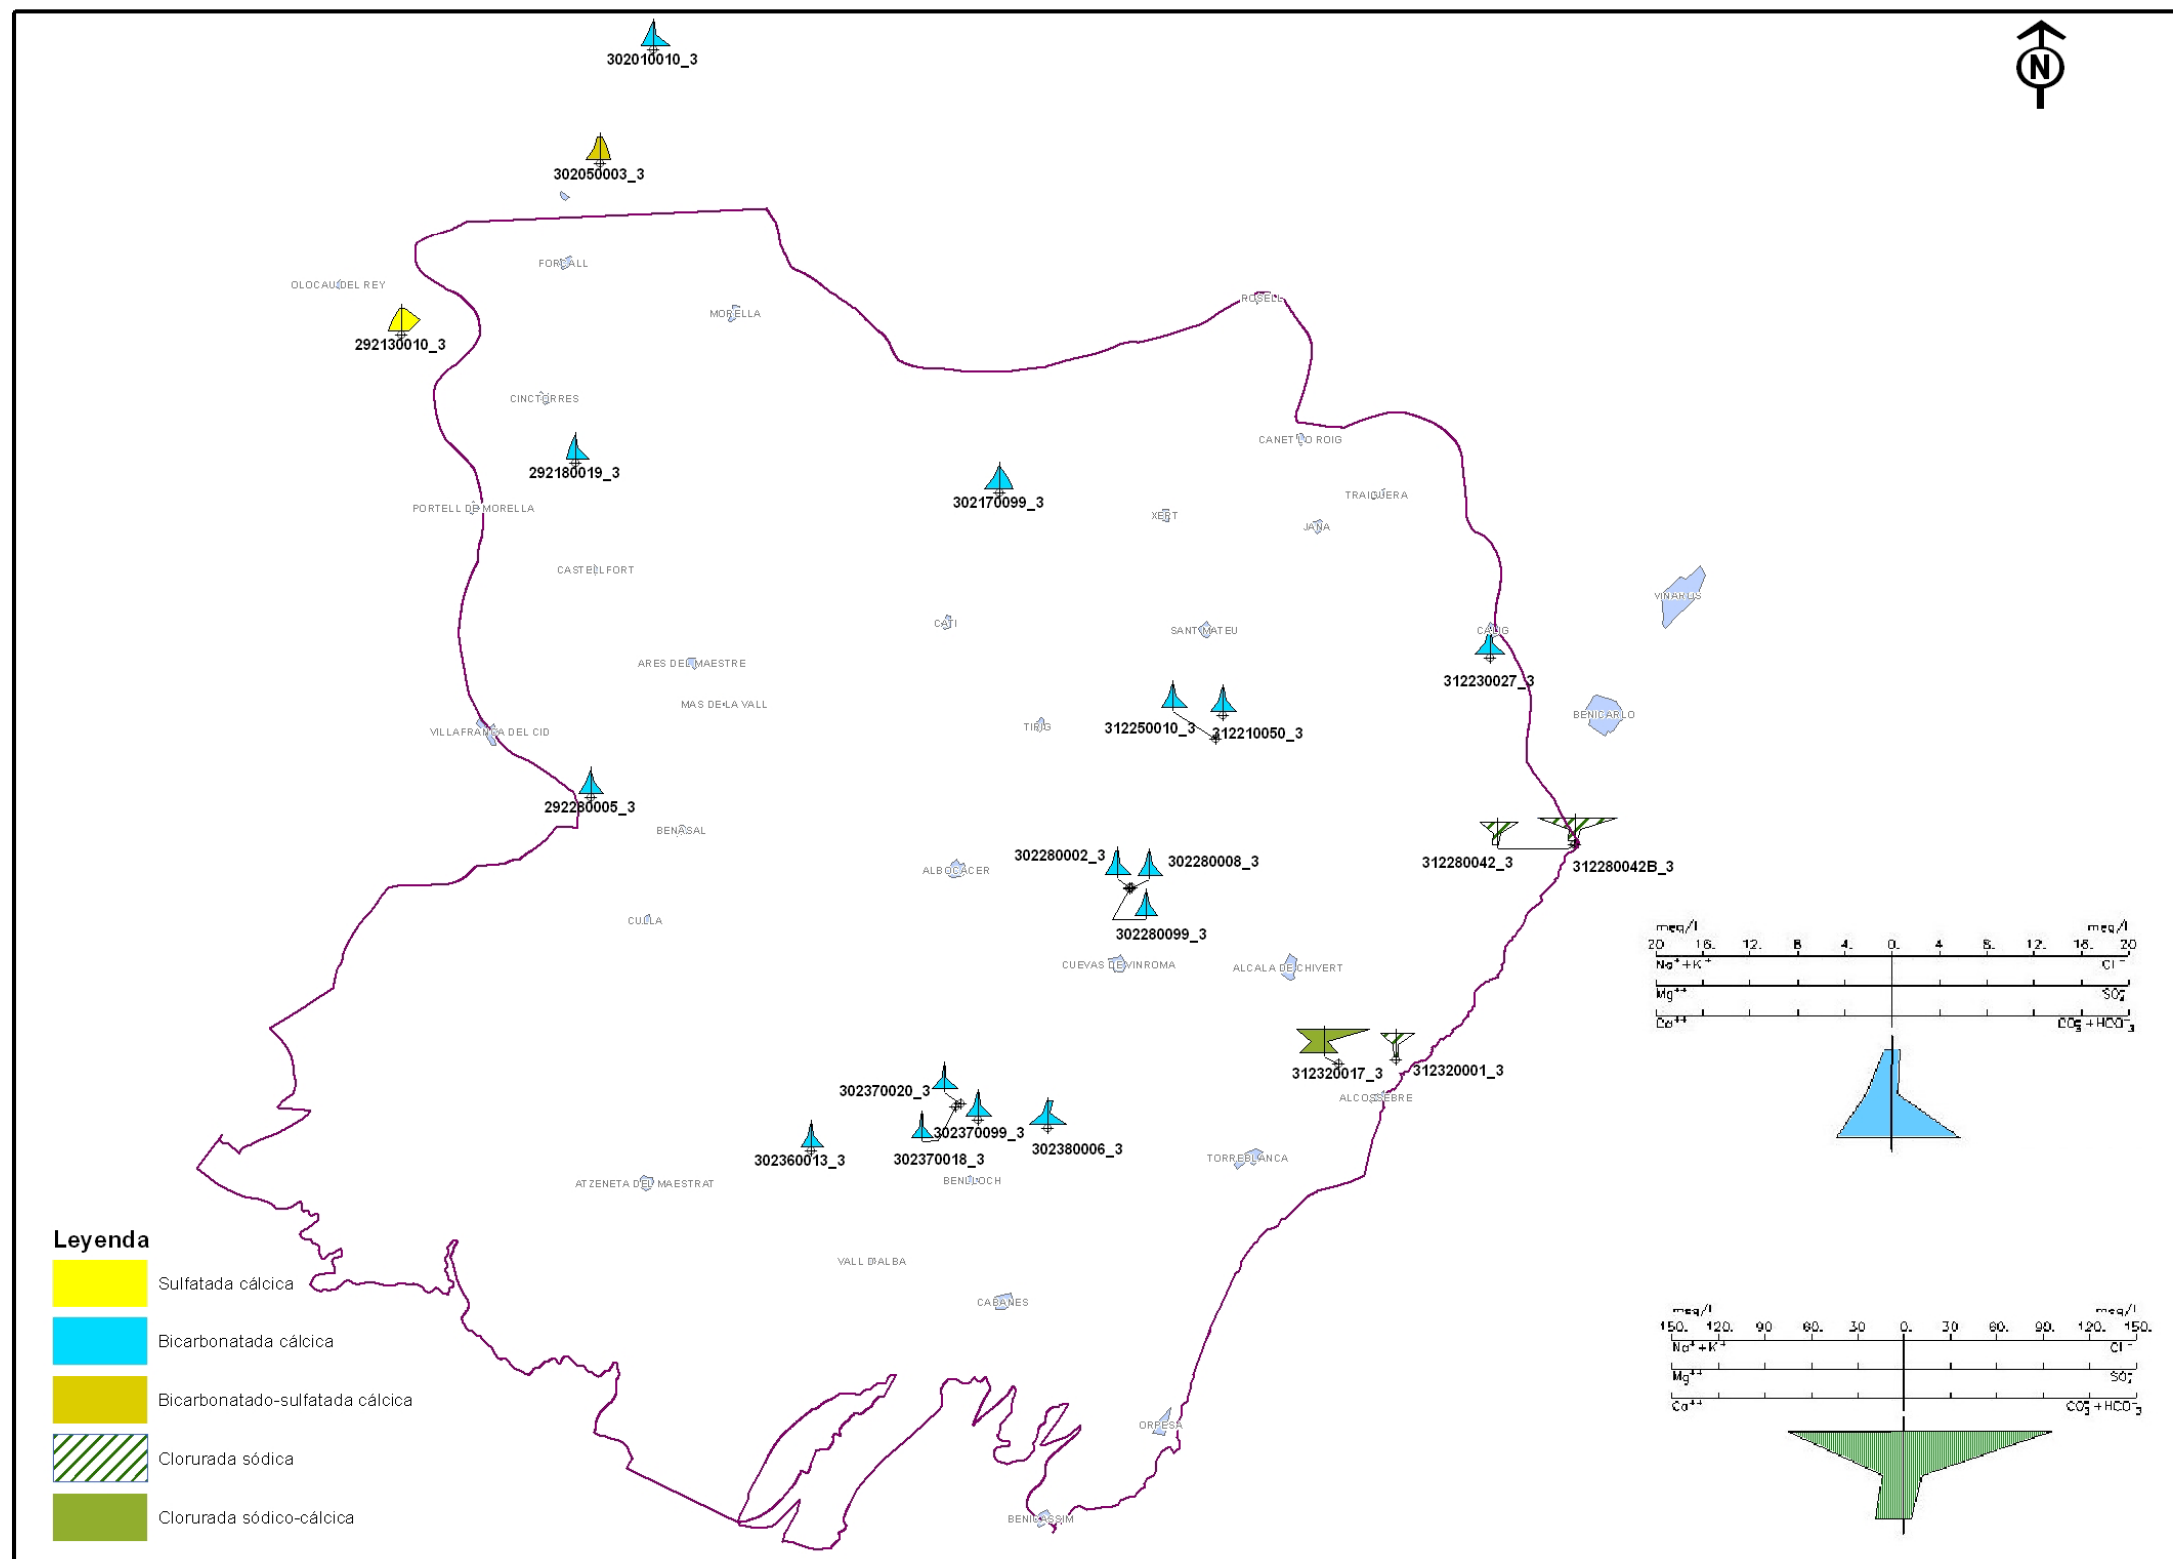 302010010_3
N
302050003_3
FORCALL
OLOCAU DEL REY
MORELLA
ROSELL
292130010_3
CINCTORRES
CANET LO ROIG
292180019_3
302170099_3
TRAIGUERA
PORTELL DE MORELLA
XERT
JANA
CASTELLFORT
VINAROS
CATI
SANT MATEU
CALIG
ARES DEL MAESTRE
312230027_3
MAS DE LA VALL
BENICARLO
TIRIG
312250010_3
312210050_3
VILLAFRANCA DEL CID
292280005_3
BENASAL
302280002_3
302280008_3
312280042_3
312280042B_3
ALBOCACER
CULLA
302280099_3
CUEVAS DE VINROMA
ALCALA DE CHIVERT
meq/l meq/l
20 16. 12. 8. 4. 0. 4 8. 12. 16. 20
Na⁺+K⁺ Cl⁻
Mg⁺⁺ SO₄⁼
Ca⁺⁺ CO₃⁼+HCO₃⁻
312320017_3
312320001_3
302370020_3
ALCOSSEBRE
302370099_3
302380006_3
302360013_3
302370018_3
TORREBLANCA
ATZENETA DEL MAESTRAT
BENLLOCH
VALL D'ALBA
CABANES
Leyenda
Sulfatada cálcica
Bicarbonatada cálcica
Bicarbonatado-sulfatada cálcica
Clorurada sódica
Clorurada sódico-cálcica
meq/l meq/l
150. 120. 90 60. 30 0. 30 60. 90. 120. 150.
Na⁺+K⁺ Cl⁻
Mg⁺⁺ SO₄⁼
Ca⁺⁺ CO₃⁼+HCO₃⁻
ORPESA
BENICASSIM